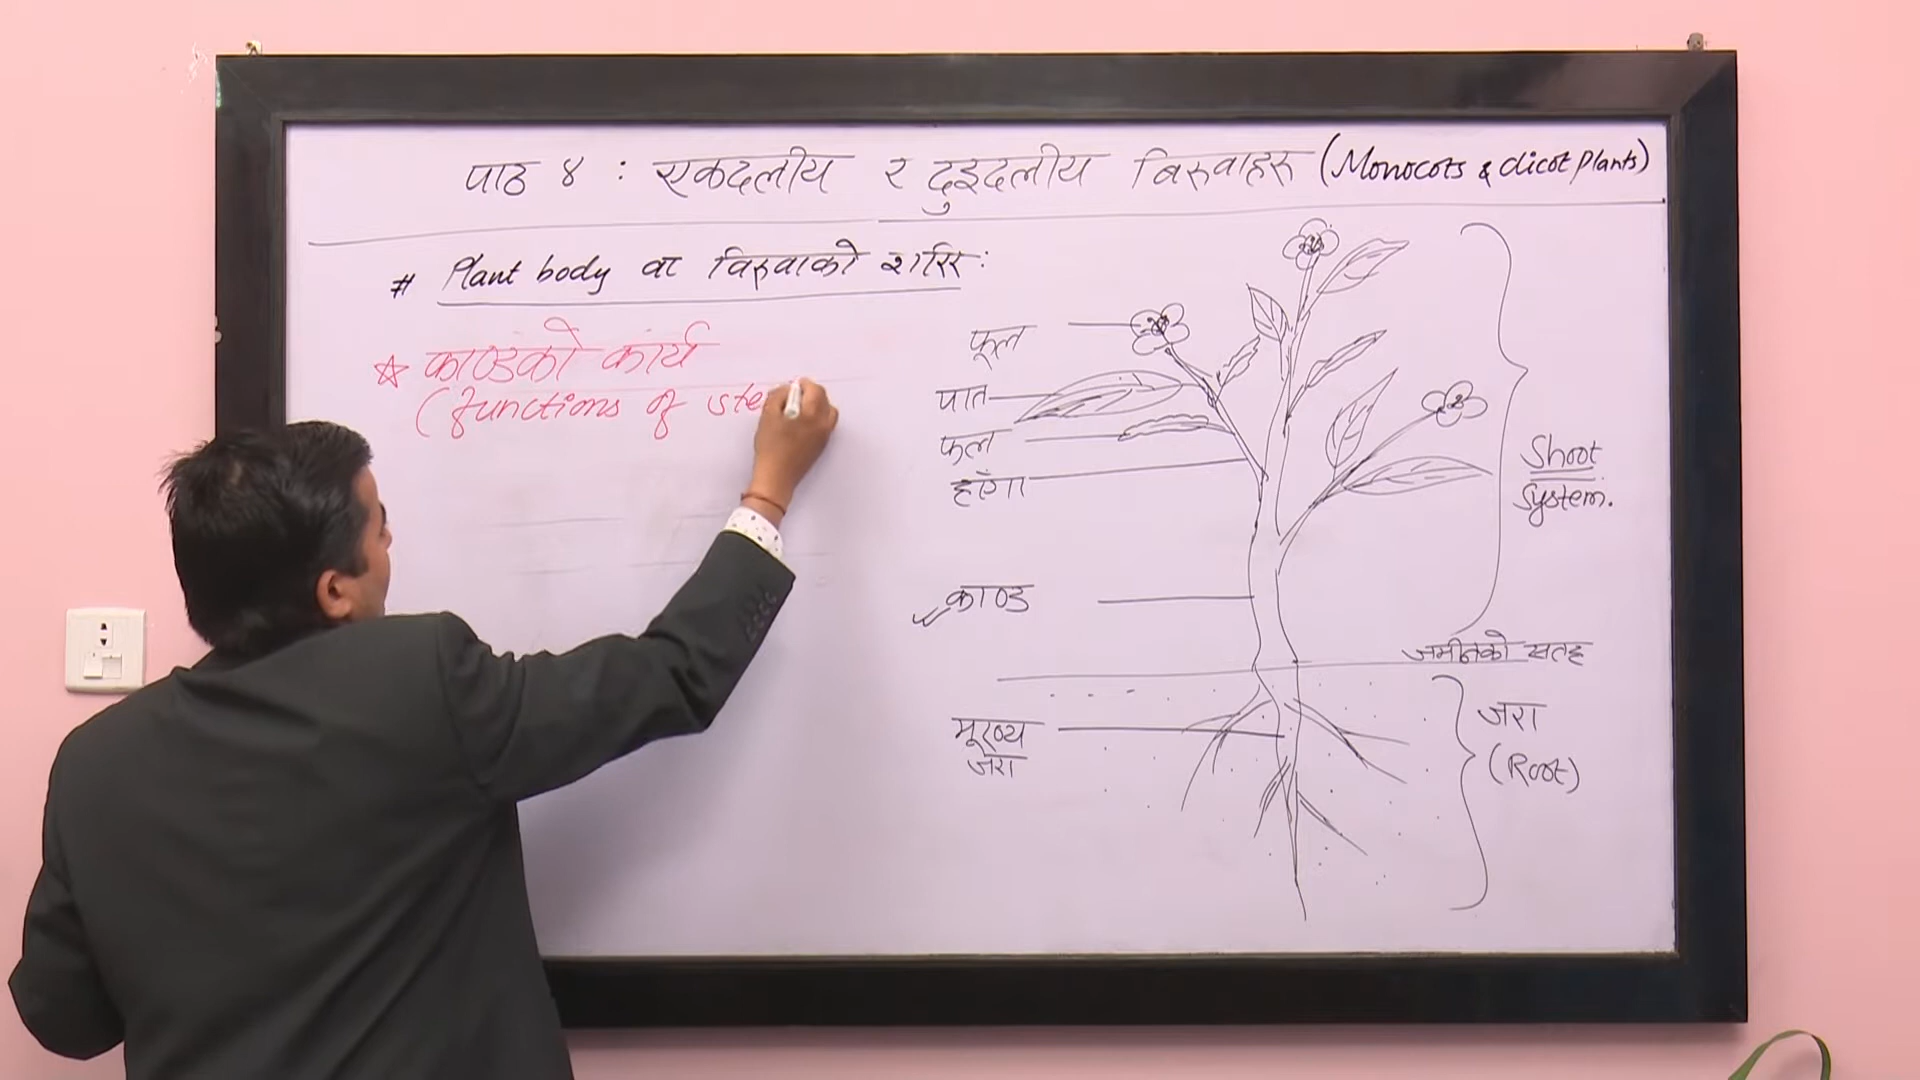 पाठ ४ : एकदलीय र दुइदलीय बिरुवाहरु (Monocots & dicot plants)
# Plant body वा विरुवाको शरिर:
☆ काण्डको कार्य
(functions of ste
फूल
पात
फल
हाँगा
काण्ड
मूख्य
जरा
Shoot
System.
जमीनको सतह
जरा
(Root)